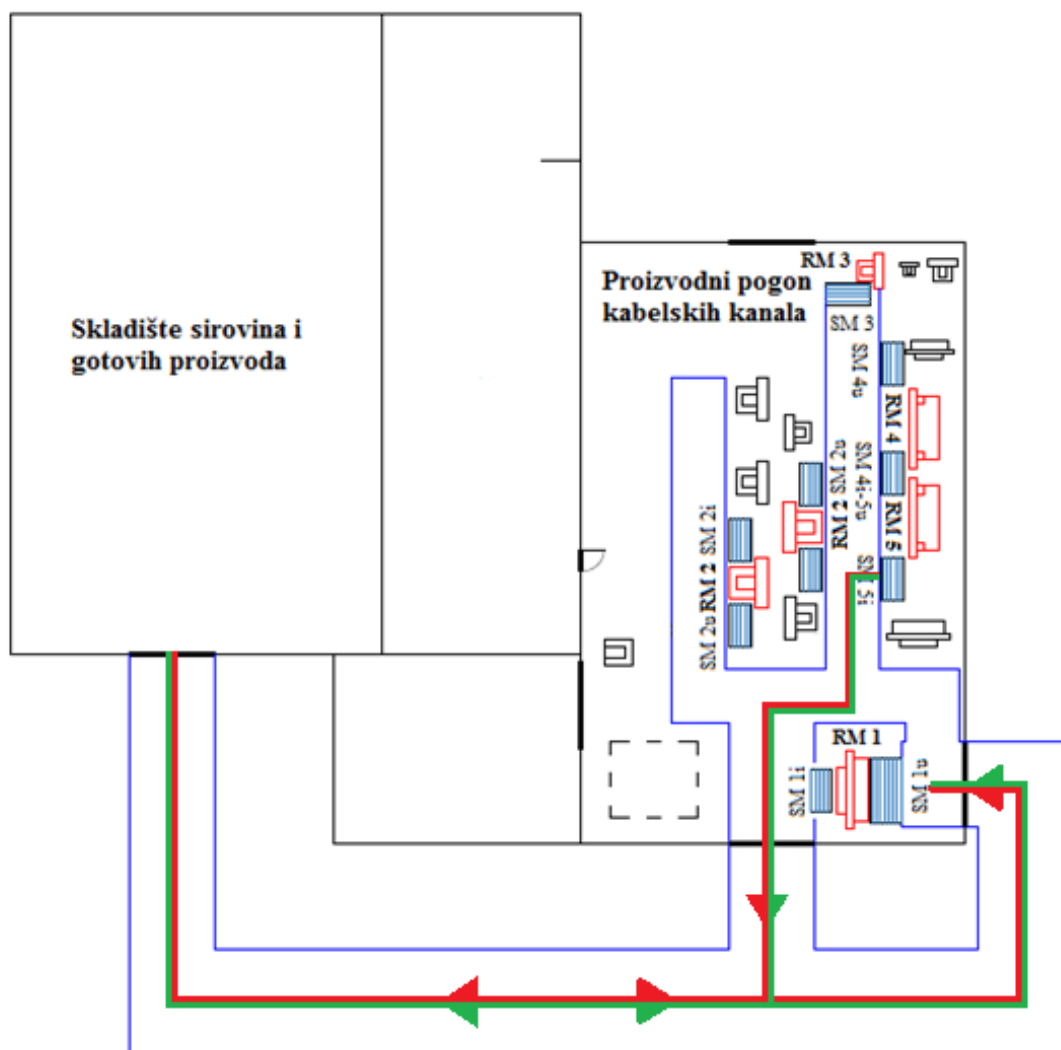 RM 3
Proizvodni pogon
kabelskih kanala
Skladište sirovina i
gotovih proizvoda
SM 3
SM 4u
RM 4
SM 2u
RM 2
SM 4i-5u
RM 5
SM 2i
RM 2
SM 2u
SM 5i
RM 1
SM 1i
SM 1u